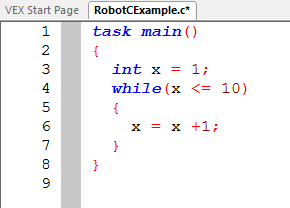 VEX Start Page RobotCExample.c*
1 task main()
2 {
3 int x = 1;
4 while(x <= 10)
5 {
6 x = x +1;
7 }
8 }
9